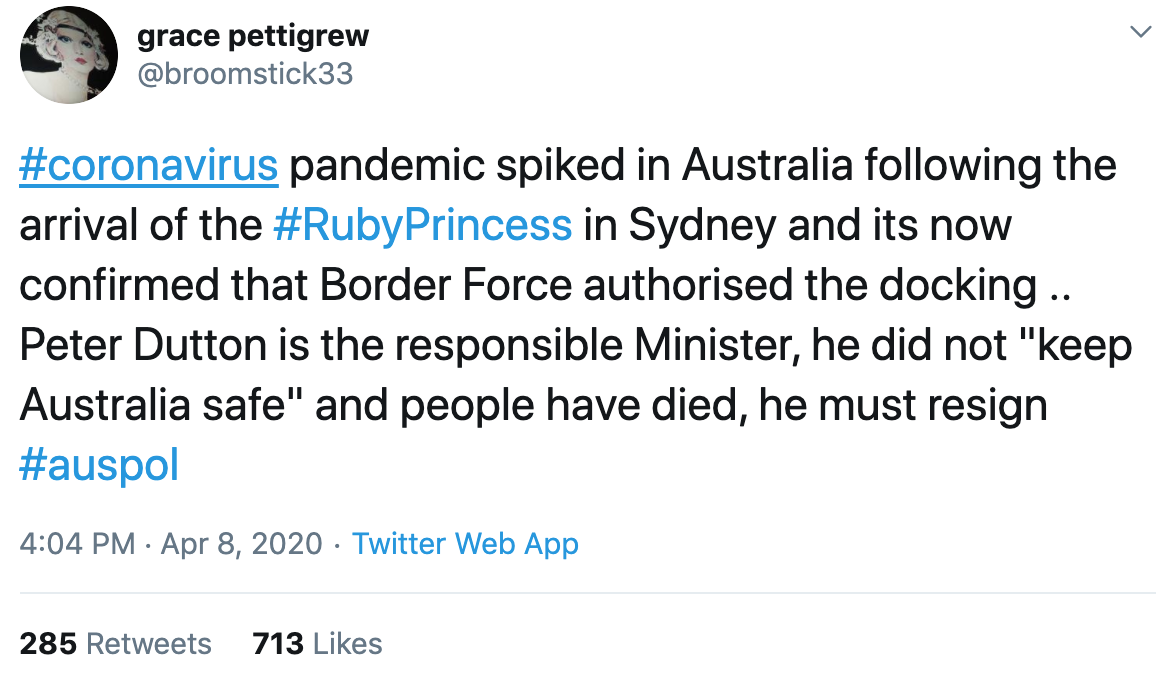 grace pettigrew
@broomstick33
#coronavirus pandemic spiked in Australia following the
arrival of the #RubyPrincess in Sydney and its now
confirmed that Border Force authorised the docking ..
Peter Dutton is the responsible Minister, he did not "keep
Australia safe" and people have died, he must resign
#auspol
4:04 PM · Apr 8, 2020 · Twitter Web App
285 Retweets 713 Likes